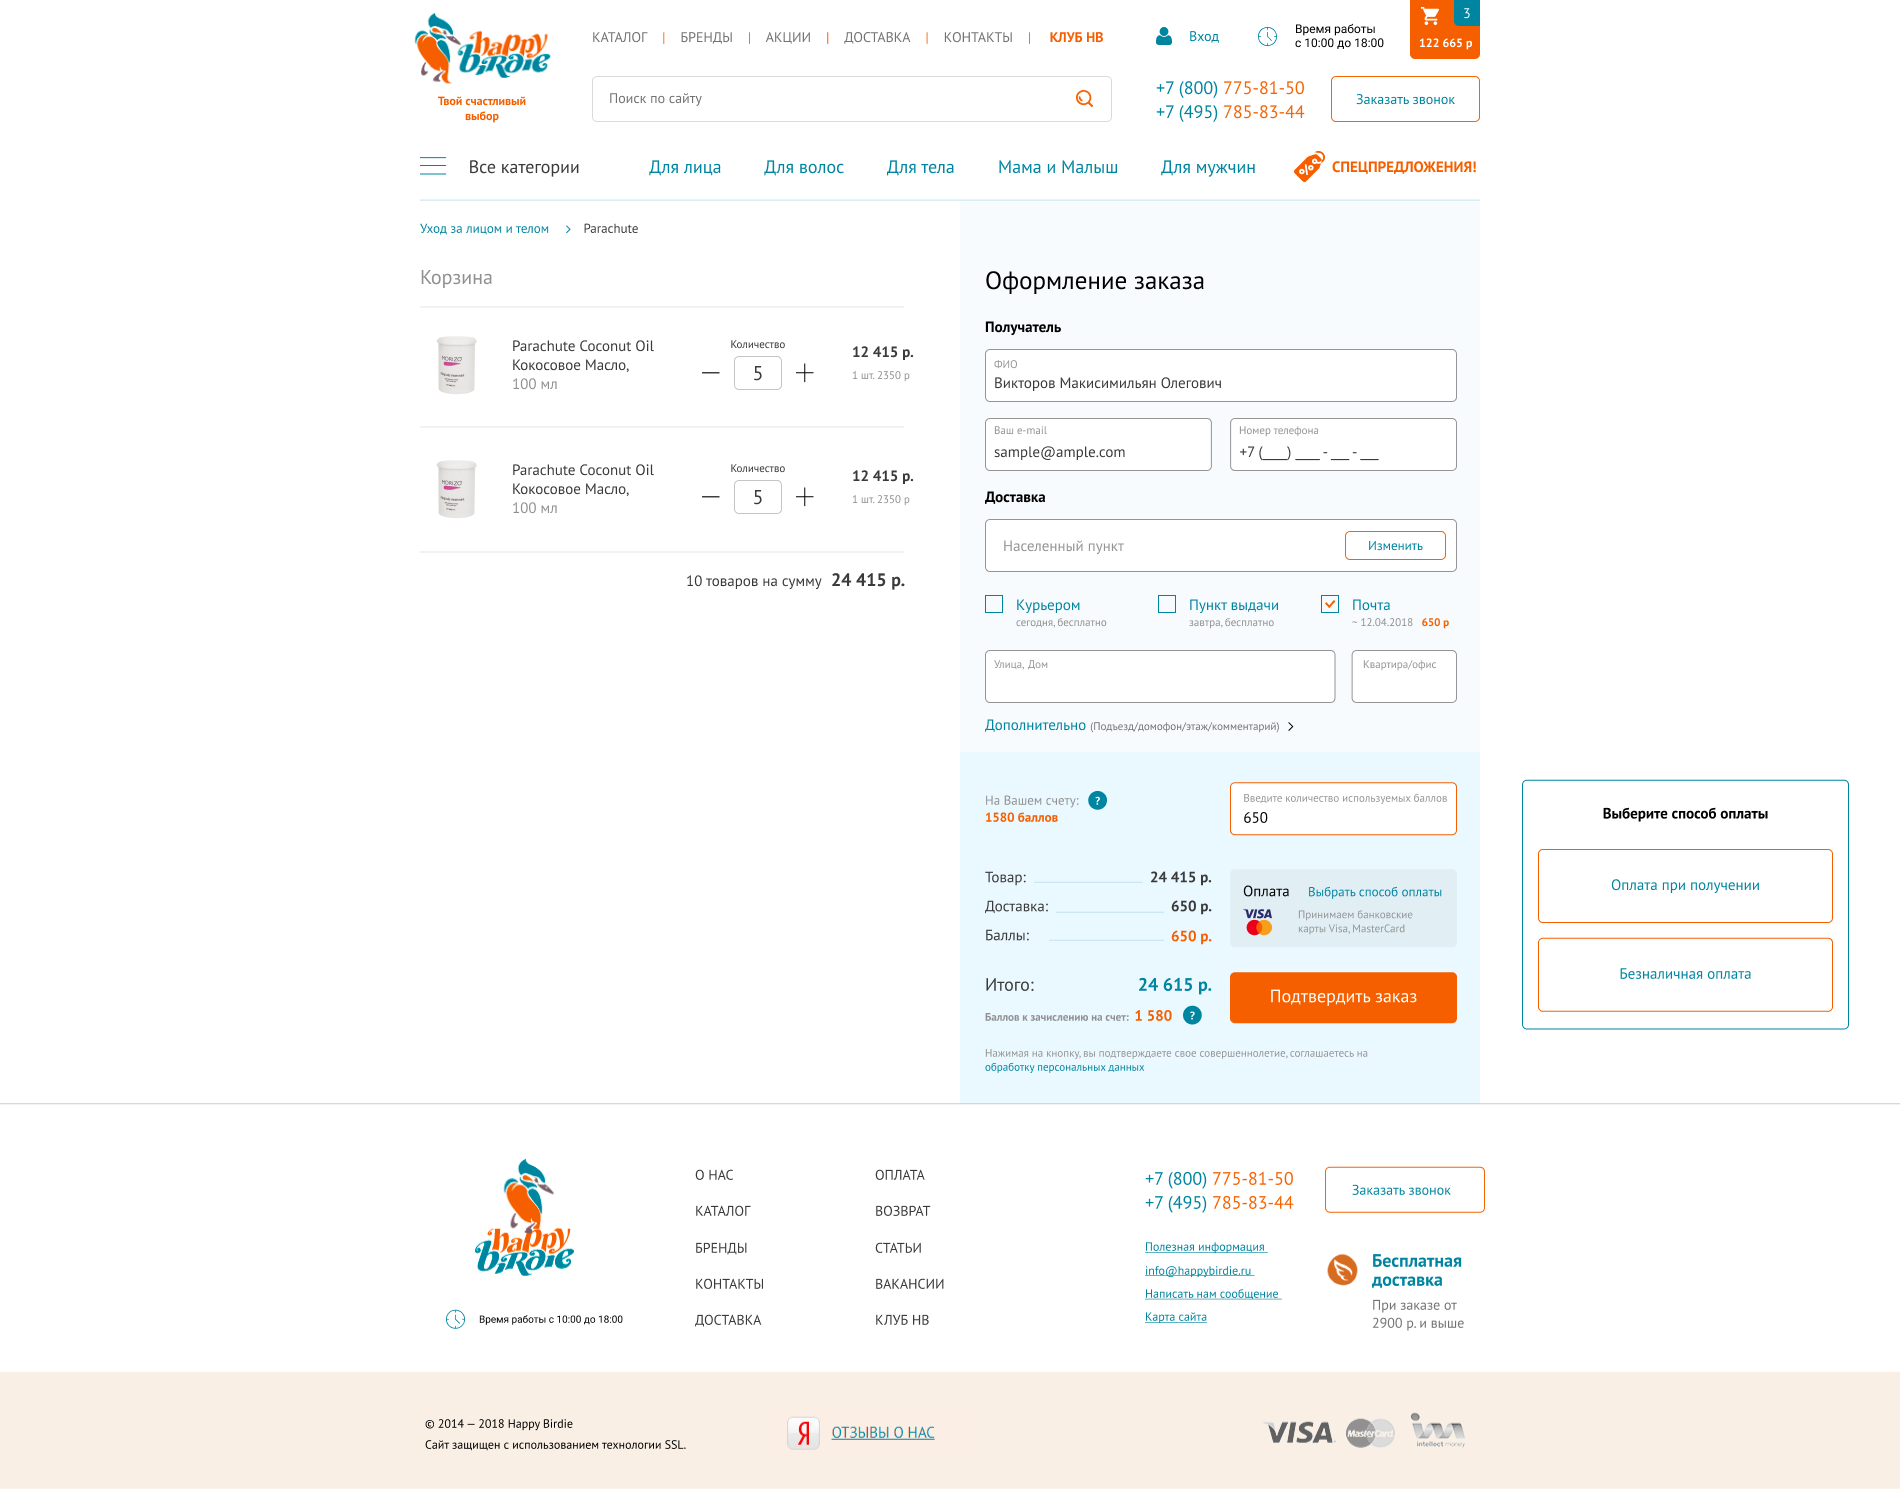 happy
birdie
Твой счастливый
выбор
КАТАЛОГ | БРЕНДЫ | АКЦИИ | ДОСТАВКА | КОНТАКТЫ | КЛУБ HB
Вход
Время работы
с 10:00 до 18:00
3
122 665 р
Поиск по сайту
+7 (800) 775-81-50
+7 (495) 785-83-44
Заказать звонок
Все категории
Для лица
Для волос
Для тела
Мама и Малыш
Для мужчин
СПЕЦПРЕДЛОЖЕНИЯ!
Уход за лицом и телом > Parachute
Корзина
Parachute Coconut Oil
Кокосовое Масло,
100 мл
Количество
— 5 +
12 415 р.
1 шт. 2350 р
Parachute Coconut Oil
Кокосовое Масло,
100 мл
Количество
— 5 +
12 415 р.
1 шт. 2350 р
10 товаров на сумму 24 415 р.
Оформление заказа
Получатель
ФИО
Викторов Макисимильян Олегович
Ваш e-mail
sample@ample.com
Номер телефона
+7 (___) ___ - __ - __
Доставка
Населенный пункт
Изменить
Курьером
сегодня, бесплатно
Пункт выдачи
завтра, бесплатно
Почта
~ 12.04.2018 650 р
Улица, Дом
Квартира/офис
Дополнительно (Подъезд/домофон/этаж/комментарий)
На Вашем счету: ?
1580 баллов
Введите количество используемых баллов
650
Товар: 24 415 р.
Доставка: 650 р.
Баллы: 650 р.
Оплата Выбрать способ оплаты
VISA
Принимаем банковские
карты Visa, MasterCard
Итого: 24 615 р.
Баллов к зачислению на счет: 1 580 ?
Подтвердить заказ
Нажимая на кнопку, вы подтверждаете свое совершеннолетие, соглашаетесь на
обработку персональных данных
Выберите способ оплаты
Оплата при получении
Безналичная оплата
happy
birdie
Время работы с 10:00 до 18:00
О НАС
КАТАЛОГ
БРЕНДЫ
КОНТАКТЫ
ДОСТАВКА
ОПЛАТА
ВОЗВРАТ
СТАТЬИ
ВАКАНСИИ
КЛУБ HB
+7 (800) 775-81-50
+7 (495) 785-83-44
Заказать звонок
Полезная информация
info@happybirdie.ru
Написать нам сообщение
Карта сайта
Бесплатная
доставка
При заказе от
2900 р. и выше
© 2014 — 2018 Happy Birdie
Сайт защищен с использованием технологии SSL.
Я
ОТЗЫВЫ О НАС
VISA
MasterCard
intellect money